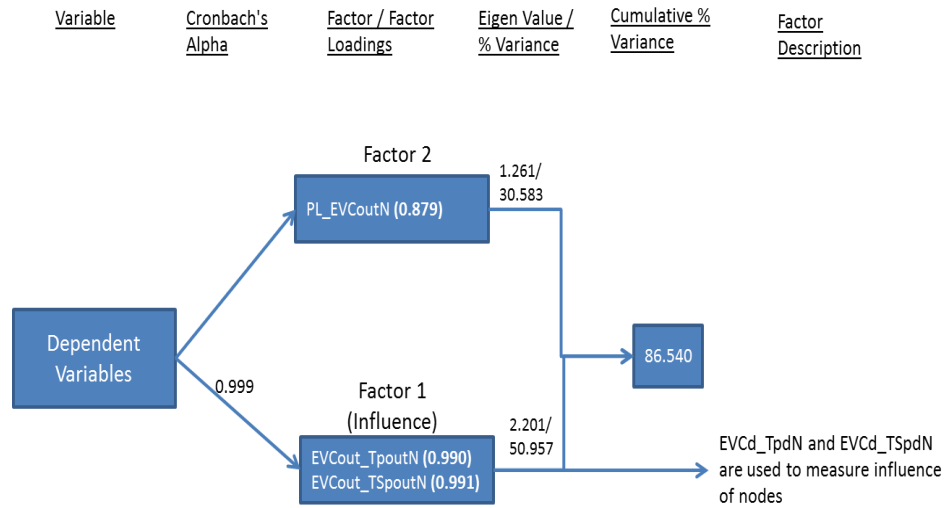 Variable
Cronbach's
Alpha
Factor / Factor
Loadings
Eigen Value /
% Variance
Cumulative %
Variance
Factor
Description
Factor 2
1.261/
30.583
PL_EVCoutN (0.879)
Dependent
Variables
0.999
86.540
Factor 1
(Influence)
2.201/
50.957
EVCout_TpoutN (0.990)
EVCout_TSpoutN (0.991)
EVCd_TpdN and EVCd_TSpdN
are used to measure influence
of nodes